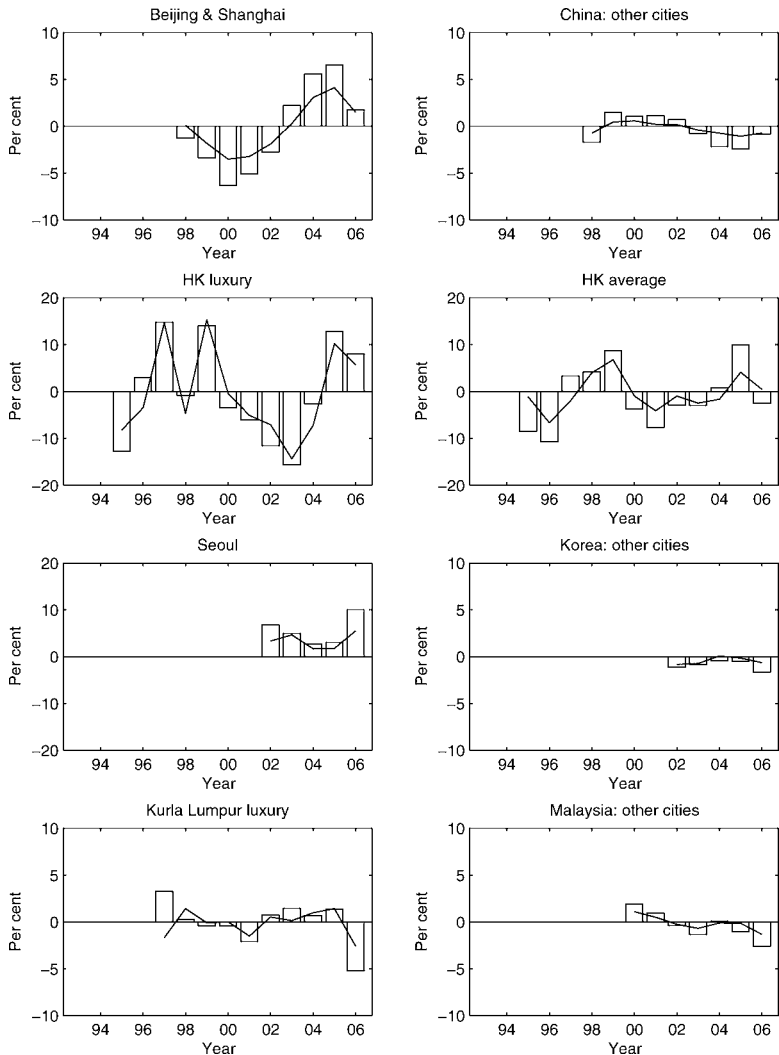 Beijing & Shanghai
Per cent
10
5
0
−5
−10
94 96 98 00 02 04 06
Year
China: other cities
Per cent
10
5
0
−5
−10
94 96 98 00 02 04 06
Year
HK luxury
Per cent
20
10
0
−10
−20
94 96 98 00 02 04 06
Year
HK average
Per cent
20
10
0
−10
−20
94 96 98 00 02 04 06
Year
Seoul
Per cent
20
10
0
−10
−20
94 96 98 00 02 04 06
Year
Korea: other cities
Per cent
10
5
0
−5
−10
94 96 98 00 02 04 06
Year
Kurla Lumpur luxury
Per cent
10
5
0
−5
−10
94 96 98 00 02 04 06
Year
Malaysia: other cities
Per cent
10
5
0
−5
−10
94 96 98 00 02 04 06
Year